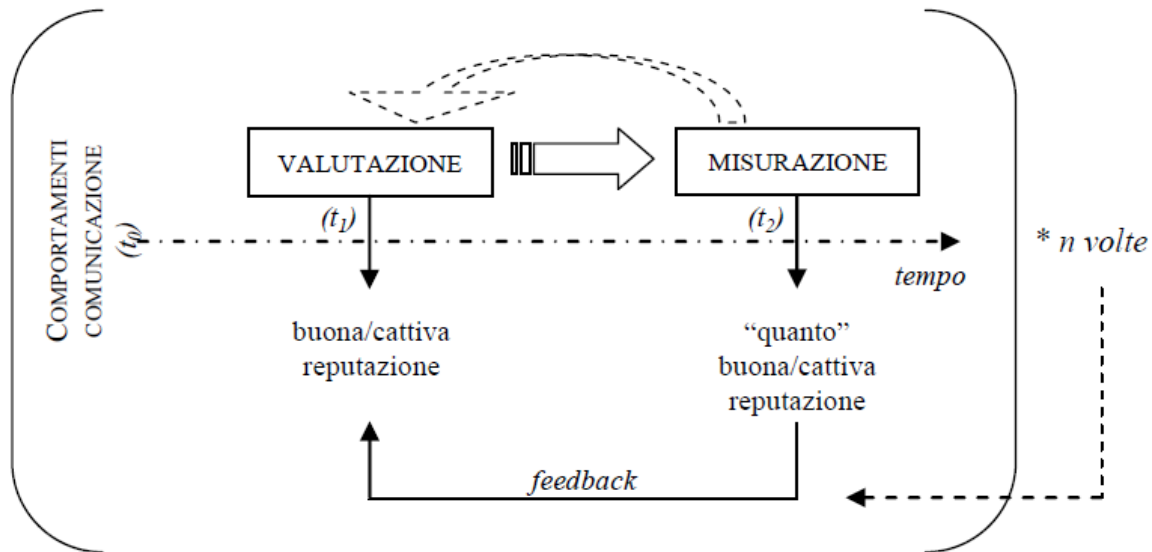 COMPORTAMENTI
COMUNICAZIONE
(t0)
VALUTAZIONE
MISURAZIONE
(t1)
(t2)
tempo
* n volte
buona/cattiva
reputazione
“quanto”
buona/cattiva
reputazione
feedback